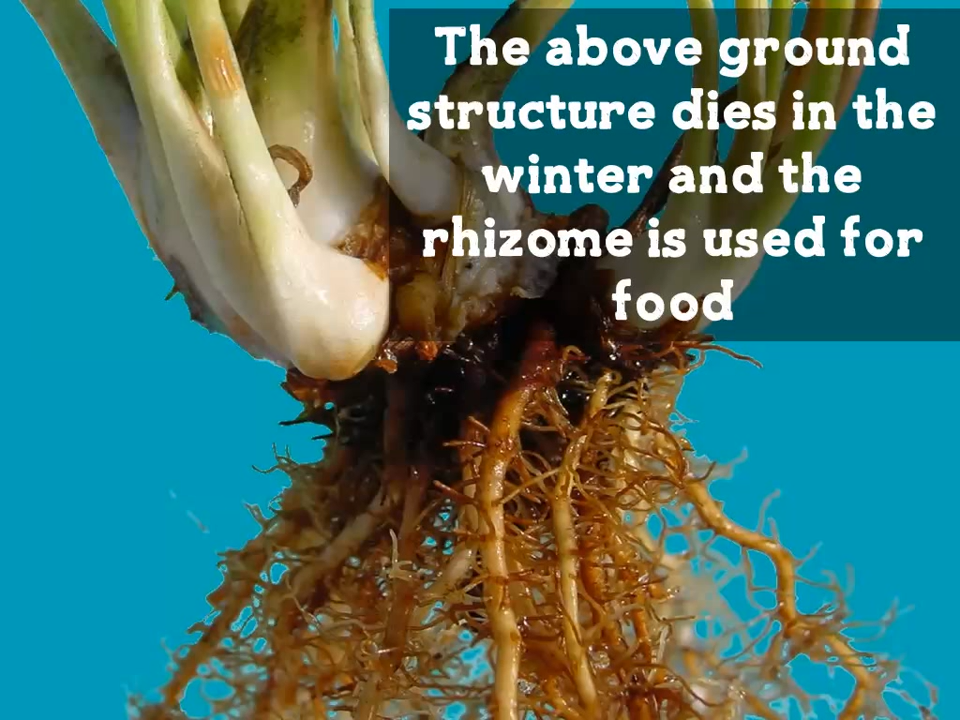 The above ground
structure dies in the
winter and the
rhizome is used for
food